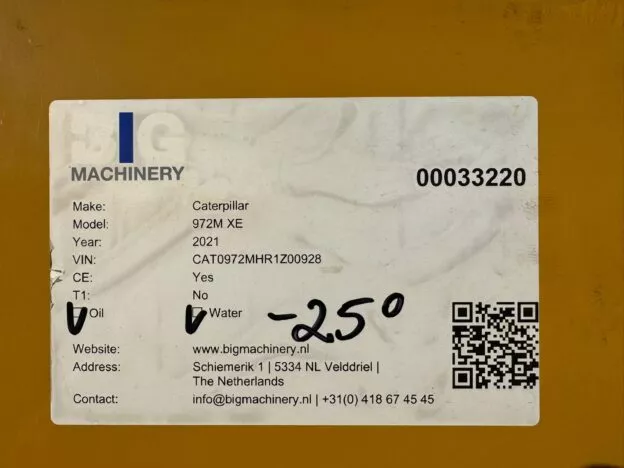 BIG
MACHINERY
00033220
Make: Caterpillar
Model: 972M XE
Year: 2021
VIN: CAT0972MHR1Z00928
CE: Yes
T1: No
Oil Water -25°
Website: www.bigmachinery.nl
Address: Schiemerik 1 | 5334 NL Velddriel |
The Netherlands
Contact: info@bigmachinery.nl | +31(0) 418 67 45 45